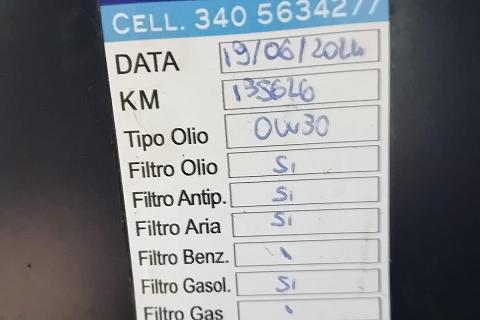 CELL. 340 5634277
DATA 19/06/2024
KM 135626
Tipo Olio 0W30
Filtro Olio Si
Filtro Antip. Si
Filtro Aria Si
Filtro Benz.
Filtro Gasol. Si
Filtro Gas